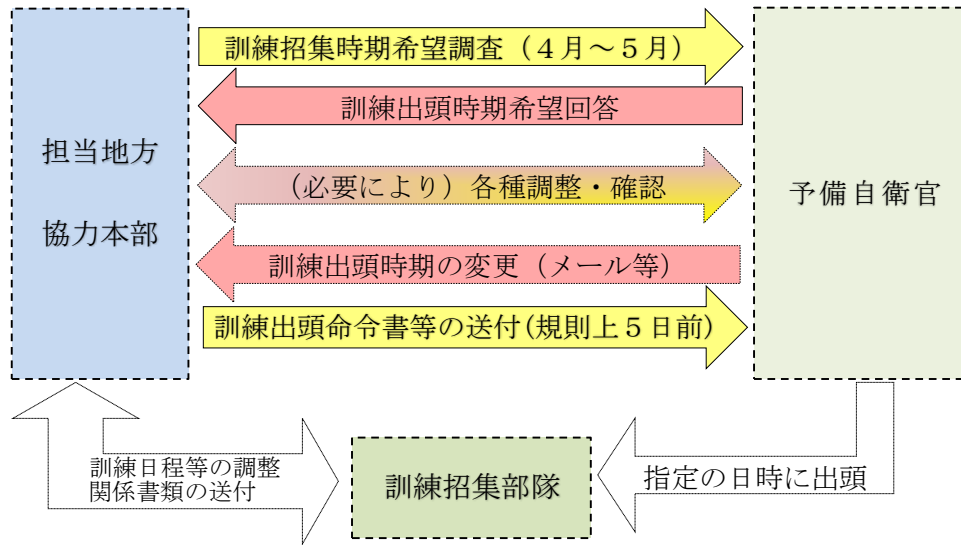 訓練招集時期希望調査（４月～５月）
訓練出頭時期希望回答
担当地方
協力本部
（必要により）各種調整・確認
予備自衛官
訓練出頭時期の変更（メール等）
訓練出頭命令書等の送付(規則上５日前)
訓練日程等の調整
関係書類の送付
訓練招集部隊
指定の日時に出頭